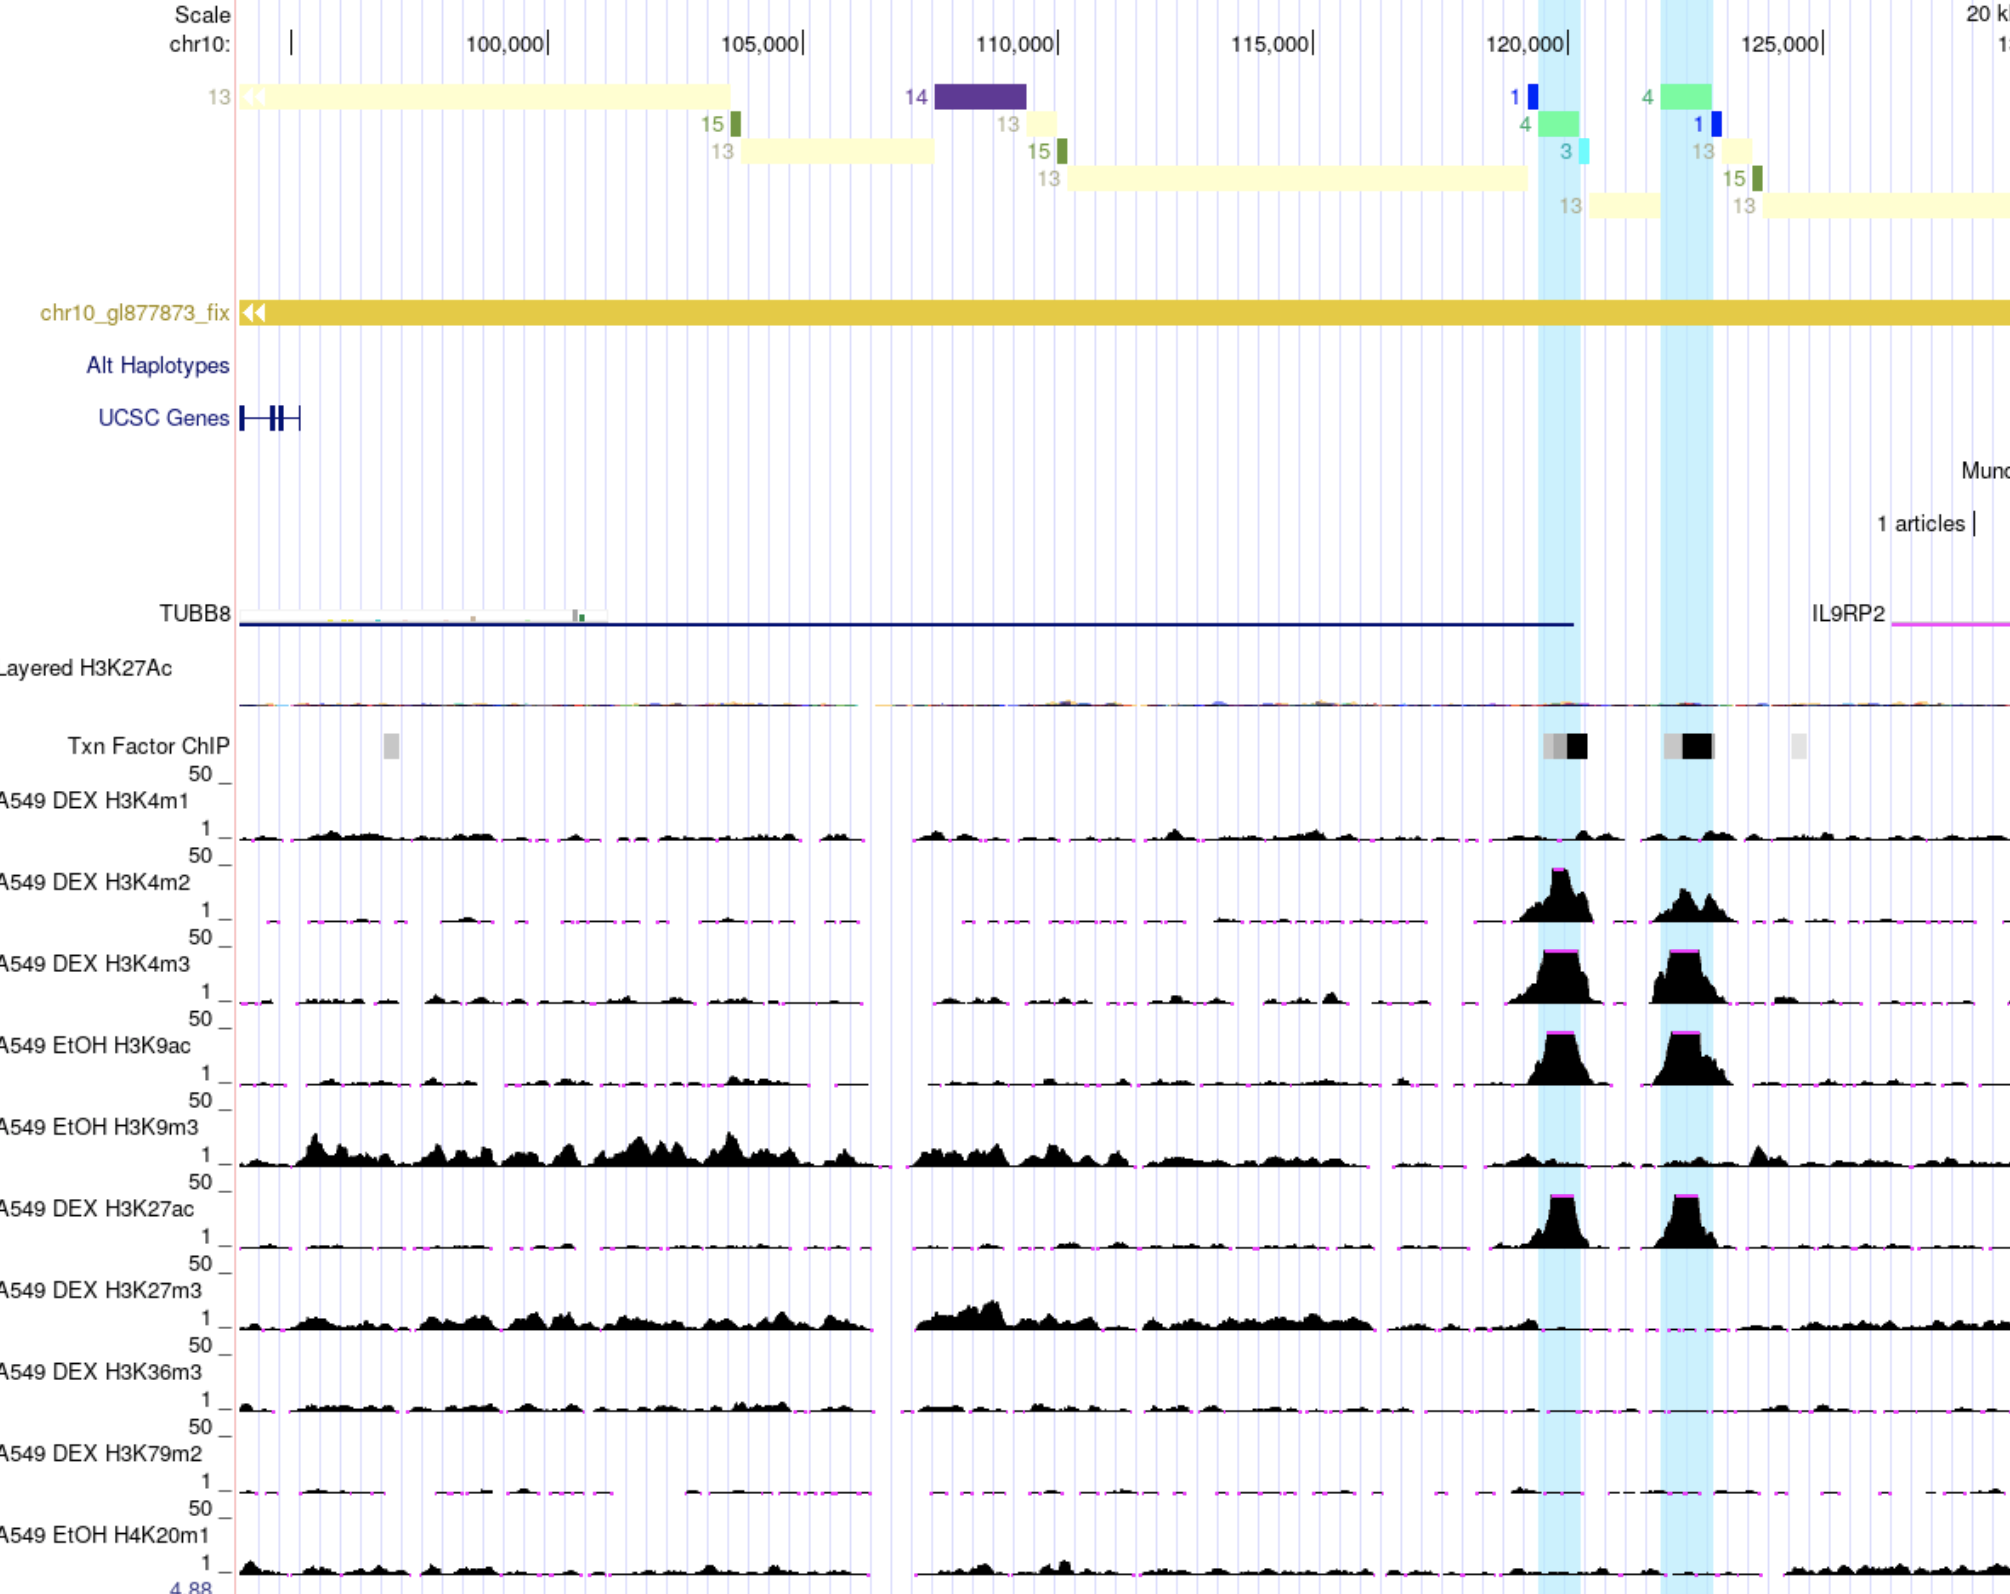 Scale
chr10:
100,000
105,000
110,000
115,000
120,000
125,000
13
14
1
4
15
13
4
1
13
15
3
13
13
15
13
13
chr10_gl877873_fix
Alt Haplotypes
UCSC Genes
1 articles
TUBB8
IL9RP2
Layered H3K27Ac
Txn Factor ChIP
50
A549 DEX H3K4m1
1
50
A549 DEX H3K4m2
1
50
A549 DEX H3K4m3
1
50
A549 EtOH H3K9ac
1
50
A549 EtOH H3K9m3
1
50
A549 DEX H3K27ac
1
50
A549 DEX H3K27m3
1
50
A549 DEX H3K36m3
1
50
A549 DEX H3K79m2
1
50
A549 EtOH H4K20m1
1
4.88